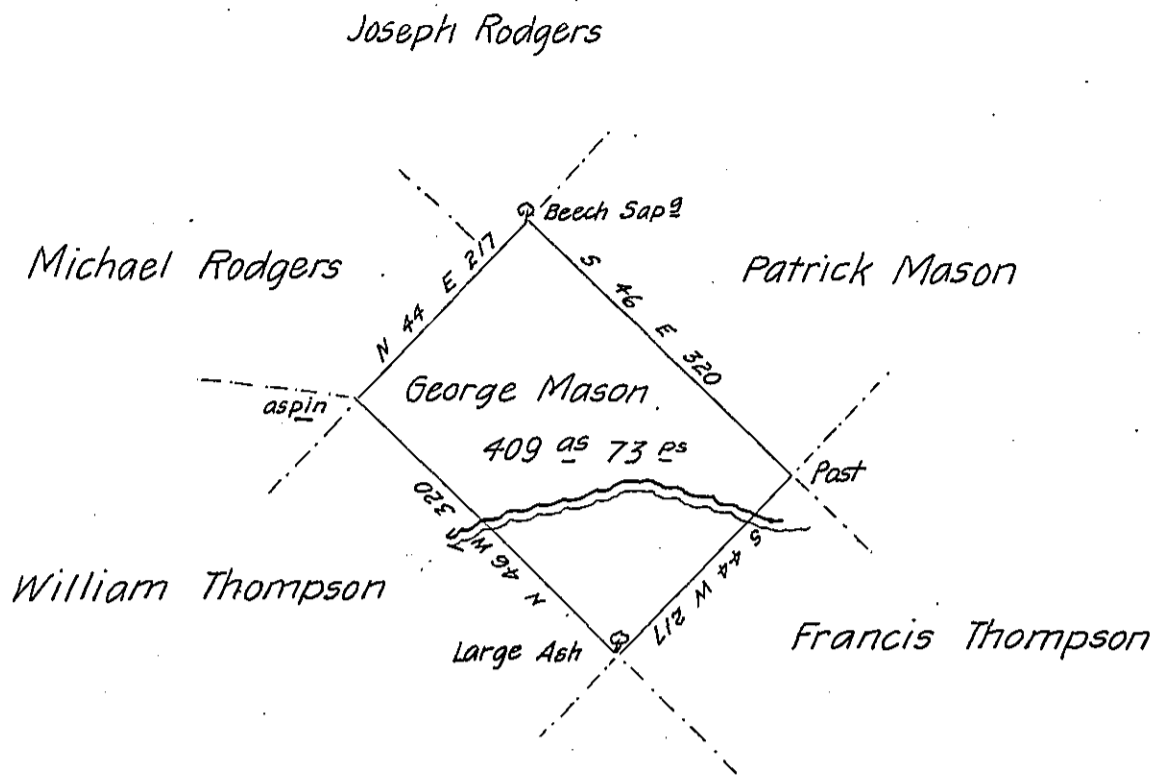 Joseph Rodgers
Beech Sapg
Michael Rodgers
N 44 E 217
S 46 E 320
Patrick Mason
aspin
George Mason
409 as 73 ps
Post
N 46 W 320
S 44 W 217
William Thompson
Francis Thompson
Large Ash